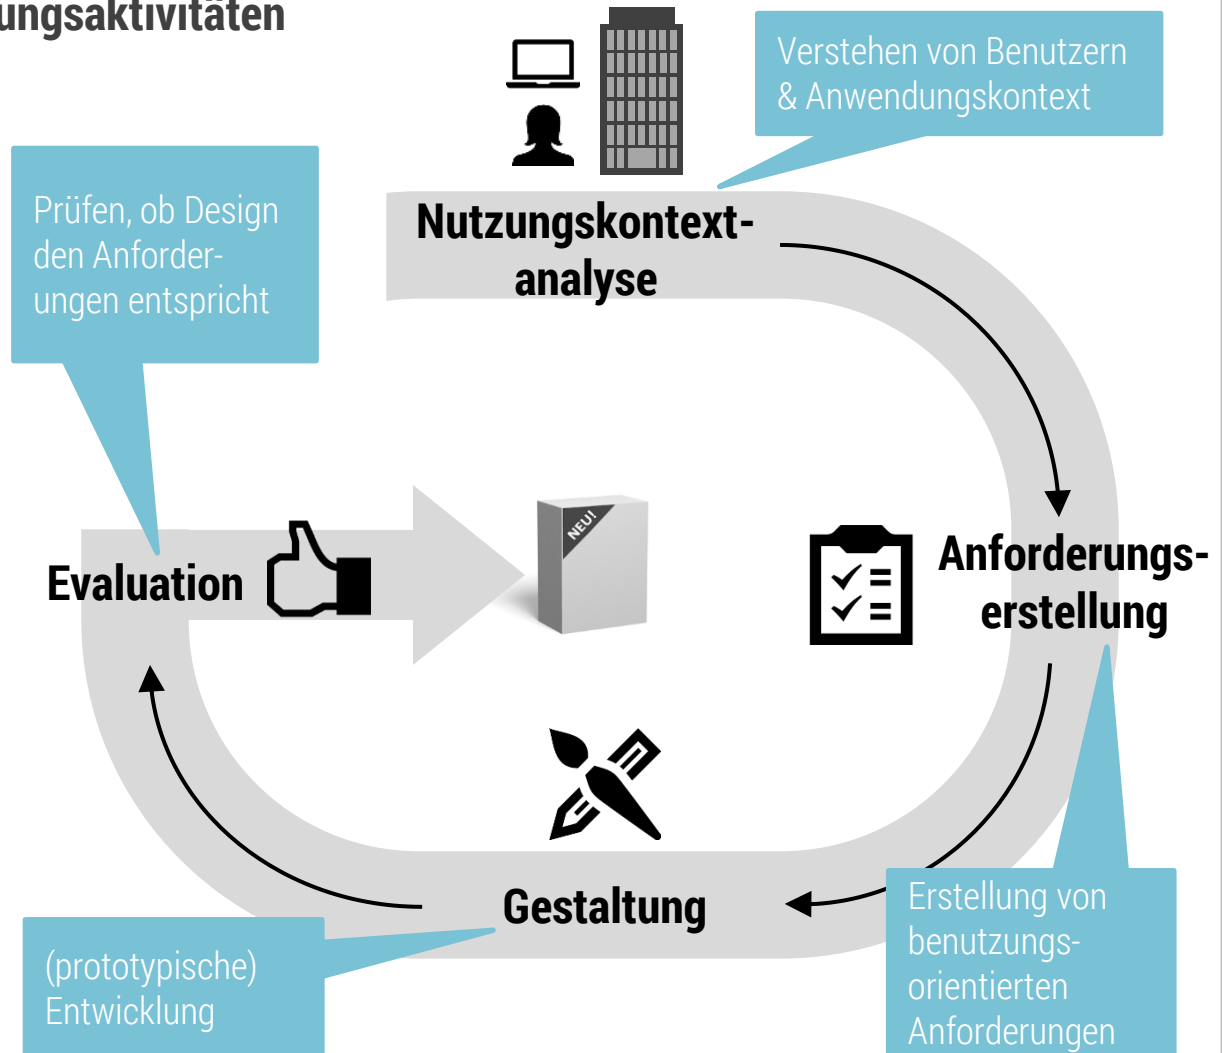 ungsaktivitäten
Verstehen von Benutzern
& Anwendungskontext
Prüfen, ob Design
den Anforder-
ungen entspricht
Nutzungskontext-
analyse
NEU!
Evaluation
Anforderungs-
erstellung
Gestaltung
Erstellung von
benutzungs-
orientierten
Anforderungen
(prototypische)
Entwicklung